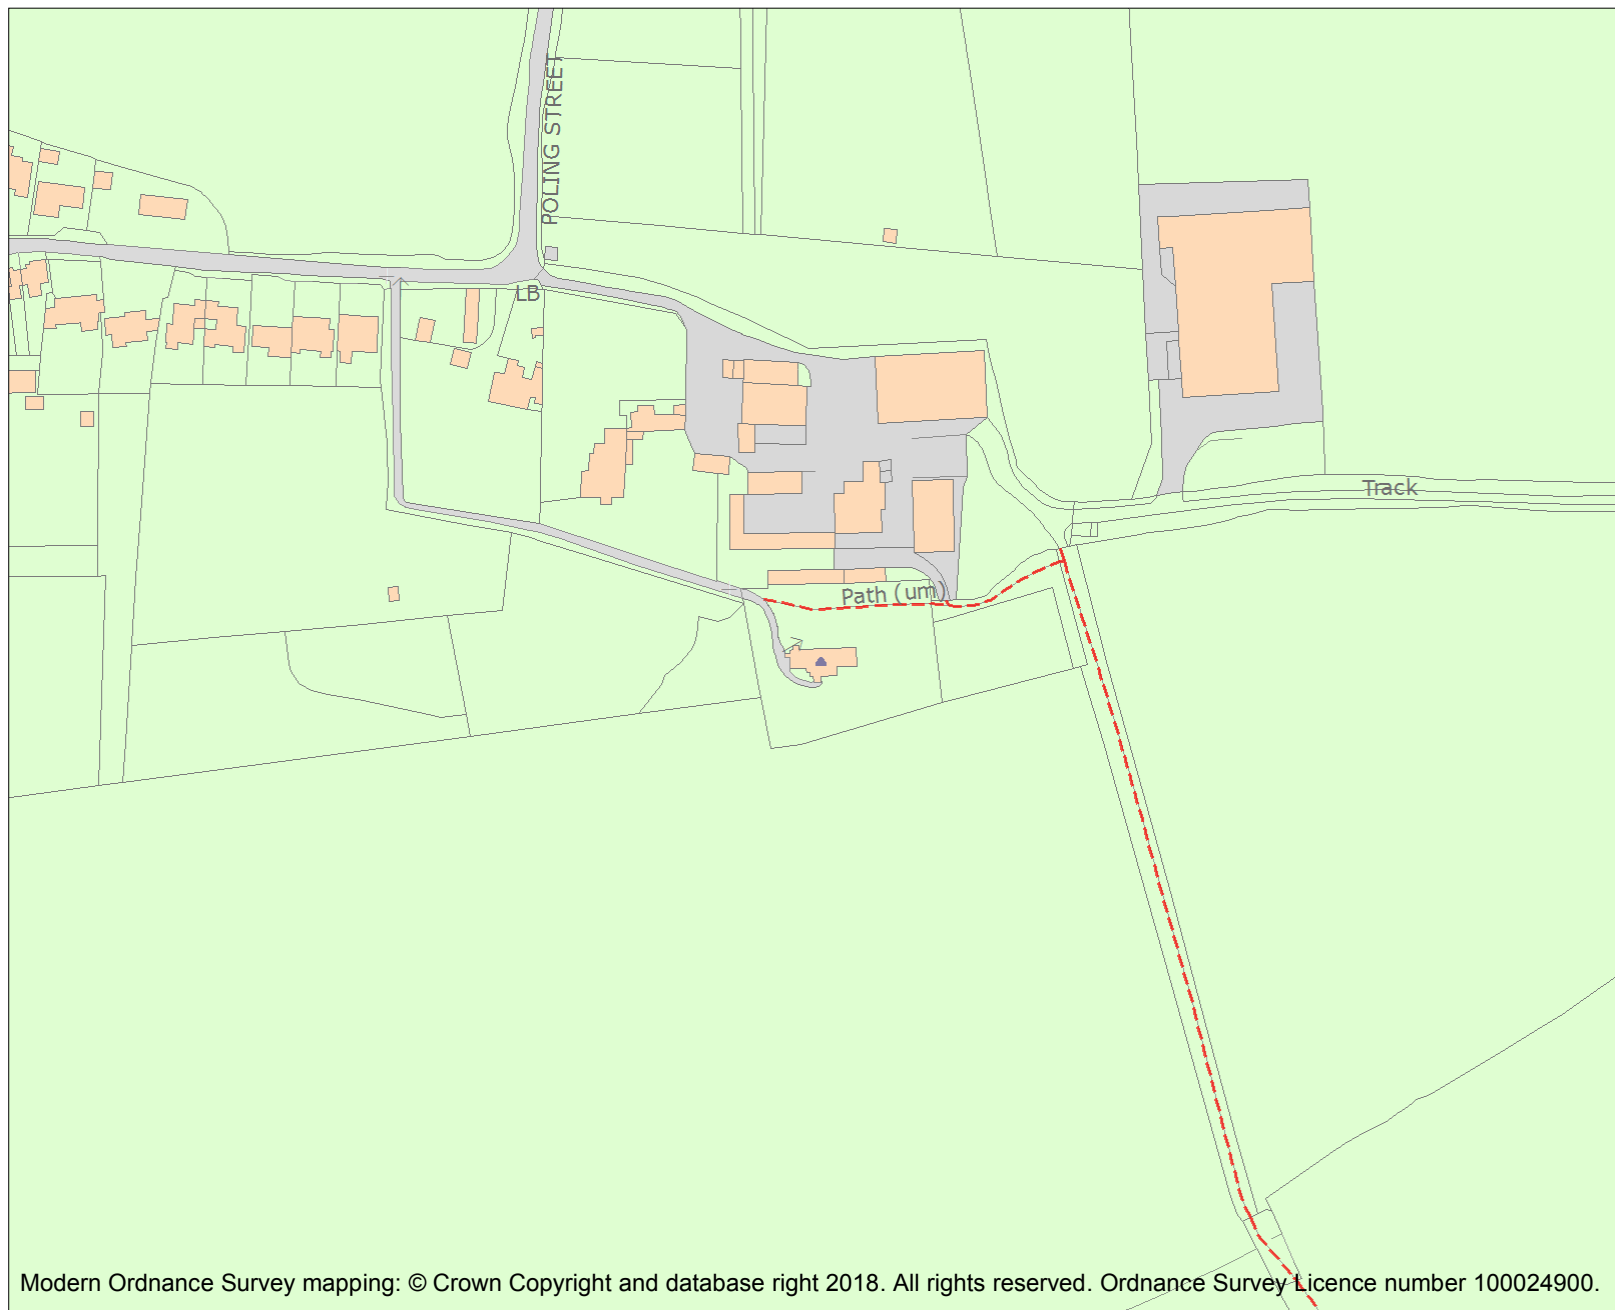 POLING STREET
LB
Track
Path (um)
Modern Ordnance Survey mapping: © Crown Copyright and database right 2018. All rights reserved. Ordnance Survey Licence number 100024900.